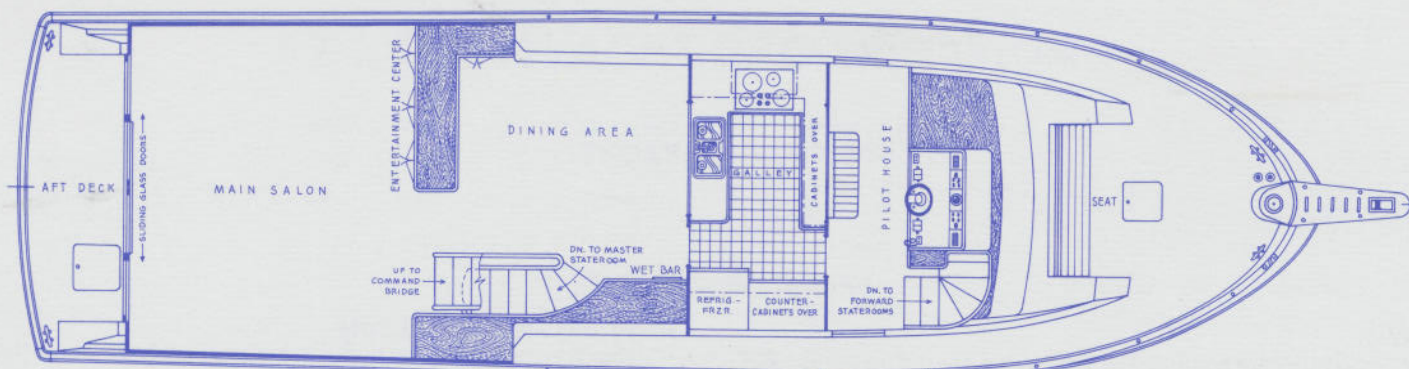 AFT DECK
SLIDING GLASS DOORS
MAIN SALON
ENTERTAINMENT CENTER
DINING AREA
UP TO
COMMAND
BRIDGE
DN. TO MASTER
STATEROOM
WET BAR
GALLEY
CABINETS OVER
REFRIG.-
FRZR.
COUNTER-
CABINETS OVER
PILOT HOUSE
DN. TO
FORWARD
STATEROOMS
SEAT